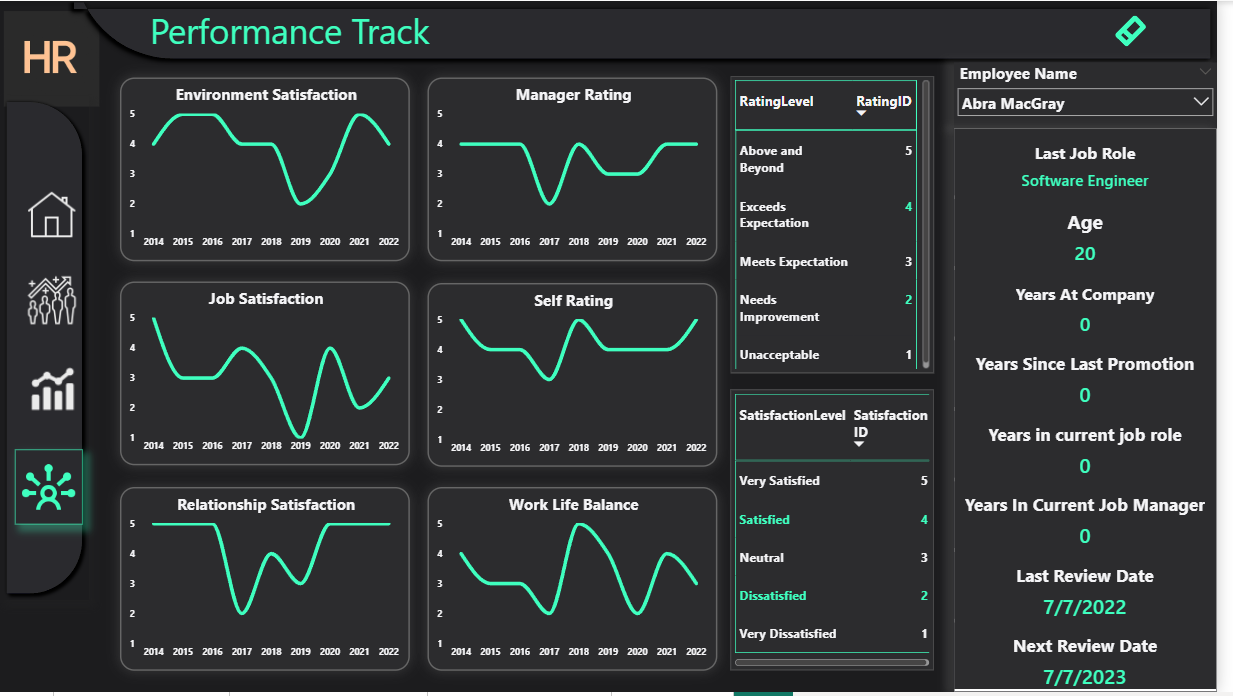 HR
Performance Track
Environment Satisfaction
5
4
3
2
1
2014 2015 2016 2017 2018 2019 2020 2021 2022
Manager Rating
5
4
3
2
1
2014 2015 2016 2017 2018 2019 2020 2021 2022
Job Satisfaction
5
4
3
2
1
2014 2015 2016 2017 2018 2019 2020 2021 2022
Self Rating
5
4
3
2
1
2014 2015 2016 2017 2018 2019 2020 2021 2022
Relationship Satisfaction
5
4
3
2
1
2014 2015 2016 2017 2018 2019 2020 2021 2022
Work Life Balance
5
4
3
2
1
2014 2015 2016 2017 2018 2019 2020 2021 2022
RatingLevel RatingID
Above and 5
Beyond
Exceeds 4
Expectation
Meets Expectation 3
Needs 2
Improvement
Unacceptable 1
SatisfactionLevel Satisfaction
ID
Very Satisfied 5
Satisfied 4
Neutral 3
Dissatisfied 2
Very Dissatisfied 1
Employee Name
Abra MacGray
Last Job Role
Software Engineer
Age
20
Years At Company
0
Years Since Last Promotion
0
Years in current job role
0
Years In Current Job Manager
0
Last Review Date
7/7/2022
Next Review Date
7/7/2023